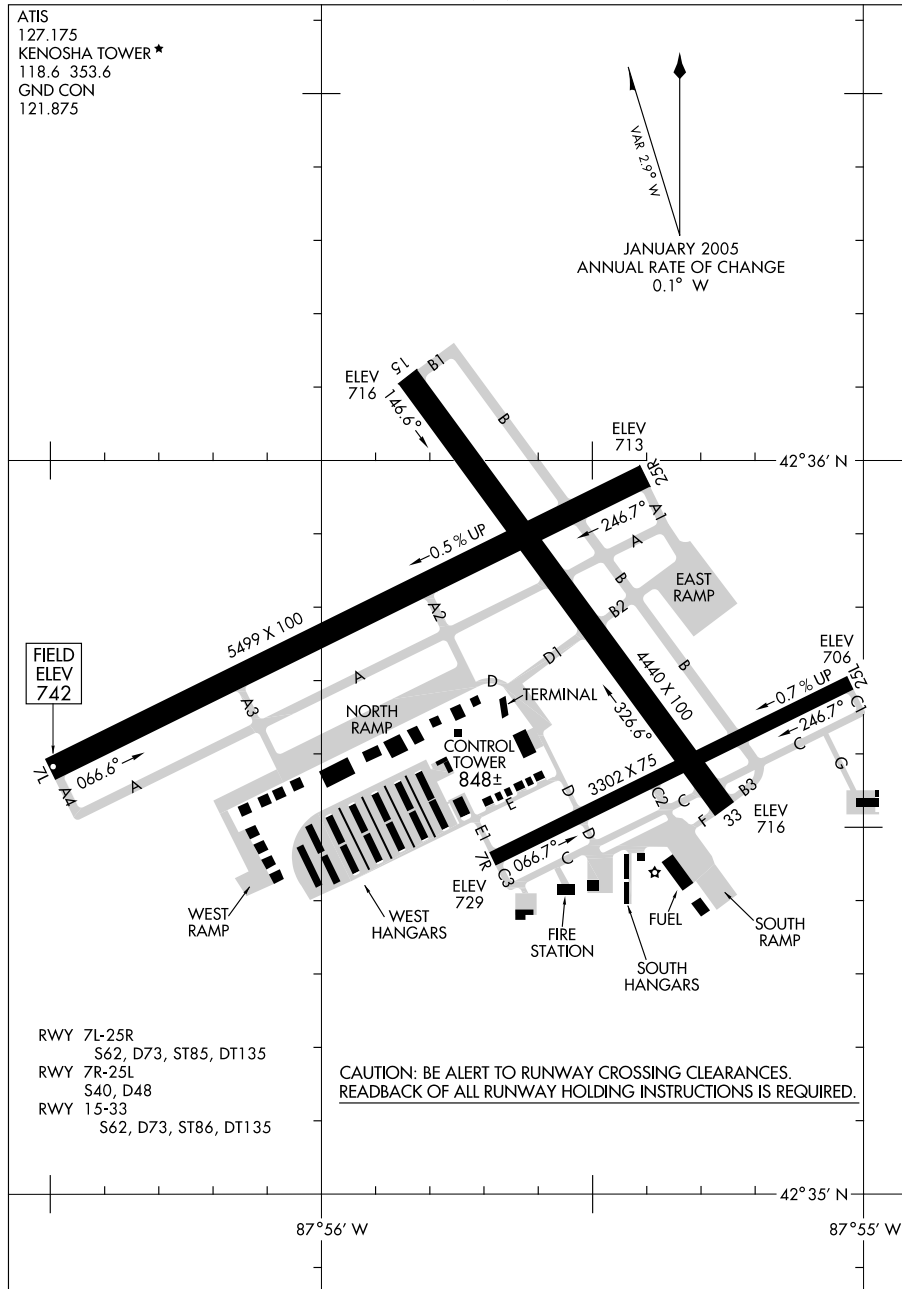 ATIS
127.175
KENOSHA TOWER★
118.6 353.6
GND CON
121.875
VAR 2.9° W
JANUARY 2005
ANNUAL RATE OF CHANGE
0.1° W
ELEV
716
15
B1
146.6°
B
ELEV
713
25R
42°36' N
A1
246.7°
A
0.5% UP
EAST
RAMP
B
B2
A2
5499 X 100
FIELD
ELEV
742
A
D1
B
4440 X 100
ELEV
706
25L
C1
0.7% UP
246.7°
A3
D
TERMINAL
NORTH
RAMP
326.6°
C
CONTROL
TOWER
848±
G
7L
066.6°
A4
A
D
3302 X 75
C2
C
B3
E
F
33
ELEV
716
E1
7R
066.7°
D
C
C3
ELEV
729
WEST
RAMP
WEST
HANGARS
FIRE
STATION
FUEL
SOUTH
RAMP
SOUTH
HANGARS
RWY 7L-25R
S62, D73, ST85, DT135
RWY 7R-25L
S40, D48
RWY 15-33
S62, D73, ST86, DT135
CAUTION: BE ALERT TO RUNWAY CROSSING CLEARANCES.
READBACK OF ALL RUNWAY HOLDING INSTRUCTIONS IS REQUIRED.
42°35' N
87°56' W
87°55' W